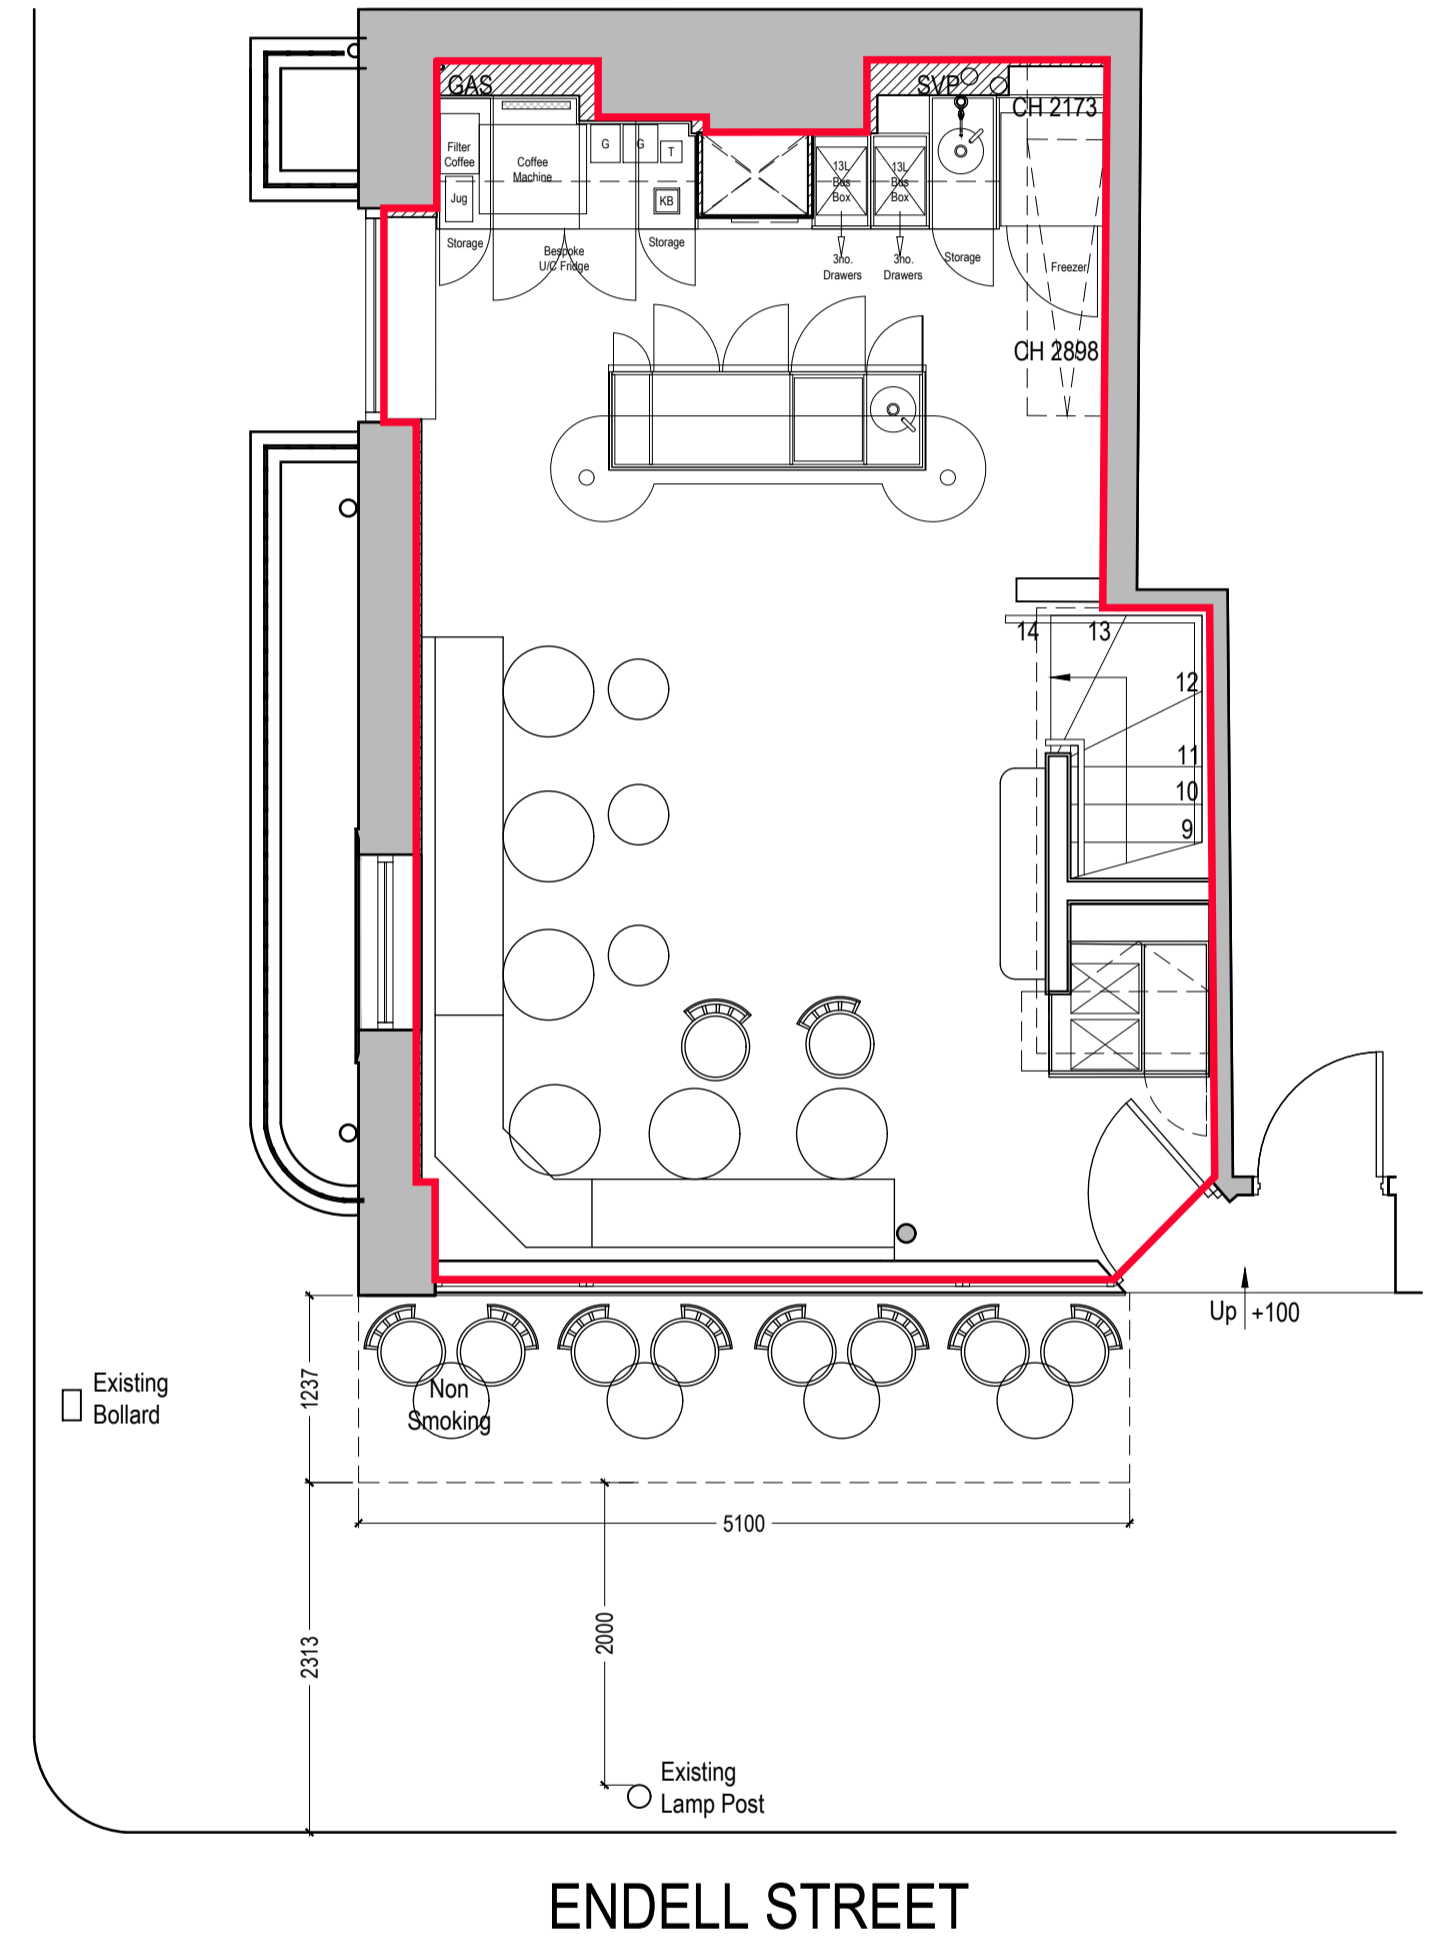 GAS
SVP
CH 2173
Filter
Coffee
Coffee
Machine
G
G
T
Jug
KB
13L
Bus
Box
13L
Bus
Box
Storage
Bespoke
U/C Fridge
Storage
3no.
Drawers
3no.
Drawers
Storage
Freezer
CH 2898
14
13
12
11
10
9
Up
+100
Non
Smoking
Existing
Bollard
1237
5100
2313
2000
Existing
Lamp Post
ENDELL STREET